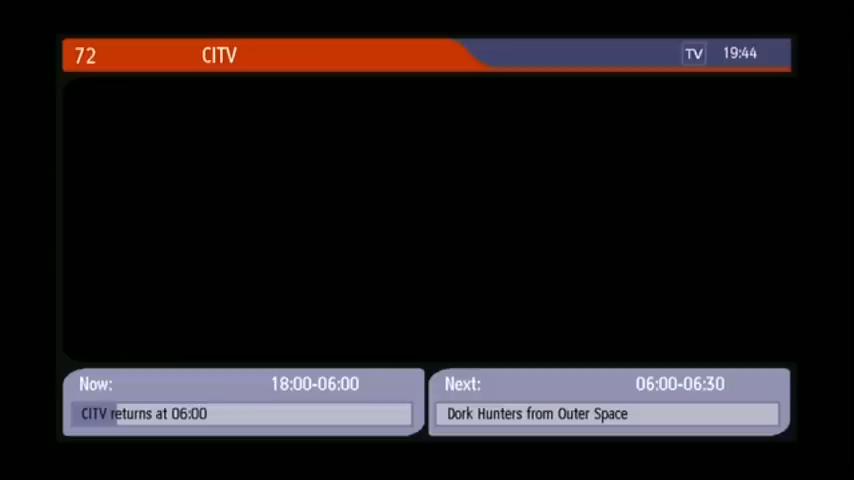 72 CITV TV 19:44
Now: 18:00-06:00
CITV returns at 06:00
Next: 06:00-06:30
Dork Hunters from Outer Space